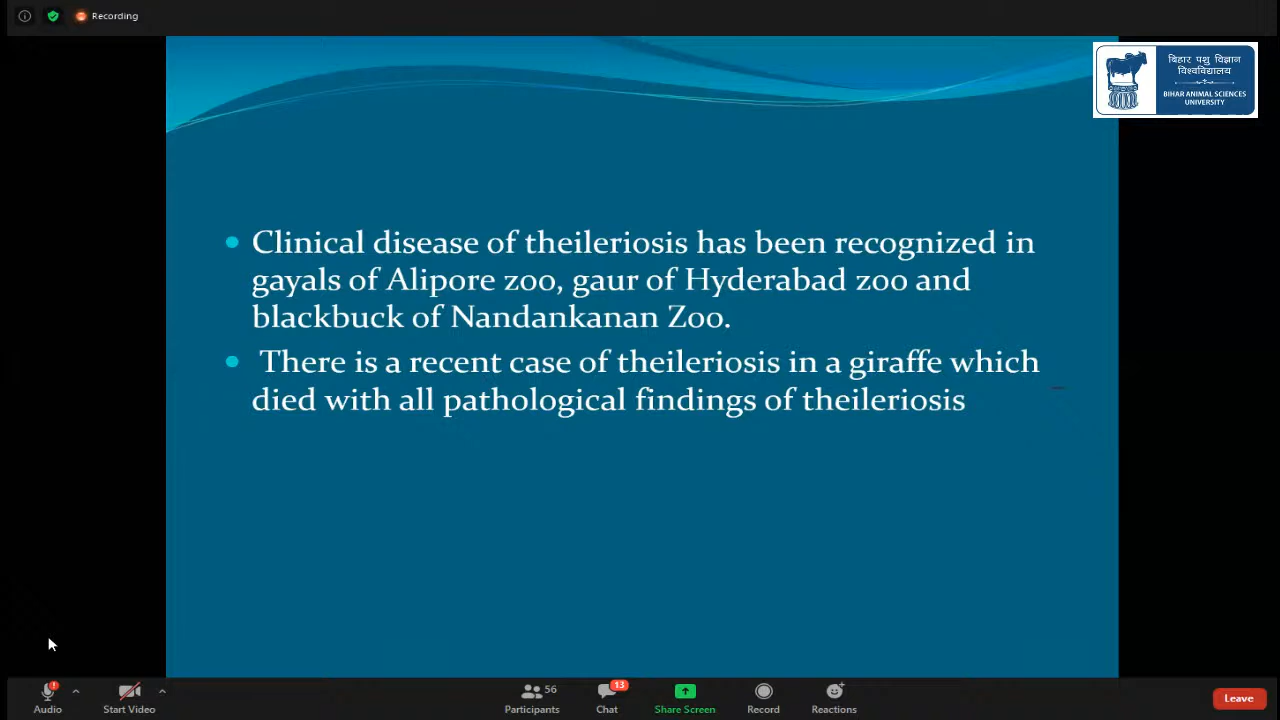 Recording
बिहार पशु विज्ञान
विश्वविद्यालय
BIHAR ANIMAL SCIENCES
UNIVERSITY
Clinical disease of theileriosis has been recognized in
gayals of Alipore zoo, gaur of Hyderabad zoo and
blackbuck of Nandankanan Zoo.
There is a recent case of theileriosis in a giraffe which
died with all pathological findings of theileriosis
Audio
Start Video
56
Participants
13
Chat
Share Screen
Record
Reactions
Leave